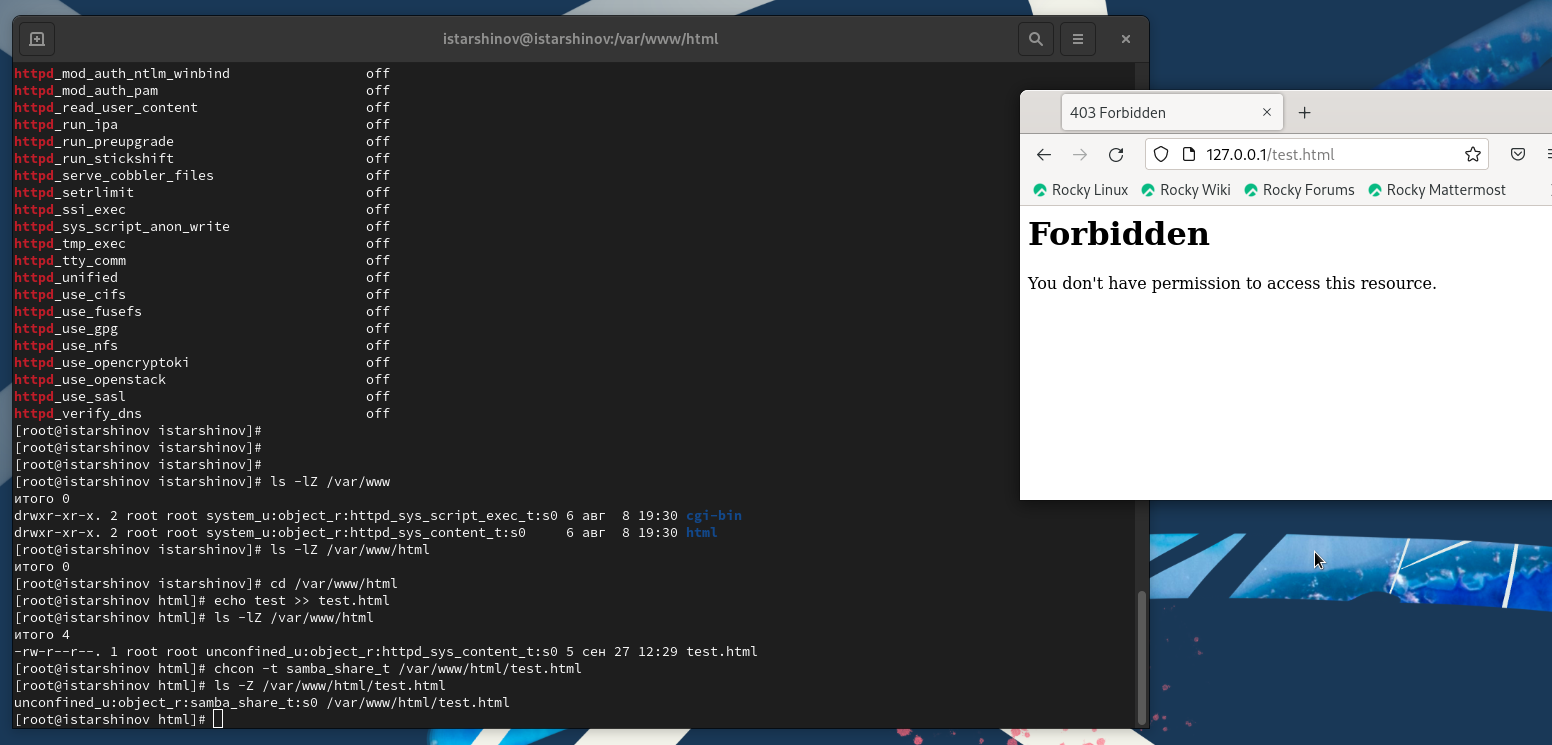 istarshinov@istarshinov:/var/www/html
httpd_mod_auth_ntlm_winbind off
httpd_mod_auth_pam off
httpd_read_user_content off
httpd_run_ipa off
httpd_run_preupgrade off
httpd_run_stickshift off
httpd_serve_cobbler_files off
httpd_setrlimit off
httpd_ssi_exec off
httpd_sys_script_anon_write off
httpd_tmp_exec off
httpd_tty_comm off
httpd_unified off
httpd_use_cifs off
httpd_use_fusefs off
httpd_use_gpg off
httpd_use_nfs off
httpd_use_opencryptoki off
httpd_use_openstack off
httpd_use_sasl off
httpd_verify_dns off
[root@istarshinov istarshinov]#
[root@istarshinov istarshinov]#
[root@istarshinov istarshinov]#
[root@istarshinov istarshinov]# ls -lZ /var/www
итого 0
drwxr-xr-x. 2 root root system_u:object_r:httpd_sys_script_exec_t:s0 6 авг  8 19:30 cgi-bin
drwxr-xr-x. 2 root root system_u:object_r:httpd_sys_content_t:s0     6 авг  8 19:30 html
[root@istarshinov istarshinov]# ls -lZ /var/www/html
итого 0
[root@istarshinov istarshinov]# cd /var/www/html
[root@istarshinov html]# echo test >> test.html
[root@istarshinov html]# ls -lZ /var/www/html
итого 4
-rw-r--r--. 1 root root unconfined_u:object_r:httpd_sys_content_t:s0 5 сен 27 12:29 test.html
[root@istarshinov html]# chcon -t samba_share_t /var/www/html/test.html
[root@istarshinov html]# ls -Z /var/www/html/test.html
unconfined_u:object_r:samba_share_t:s0 /var/www/html/test.html
[root@istarshinov html]#
403 Forbidden
127.0.0.1/test.html
Rocky Linux Rocky Wiki Rocky Forums Rocky Mattermost
Forbidden
You don't have permission to access this resource.